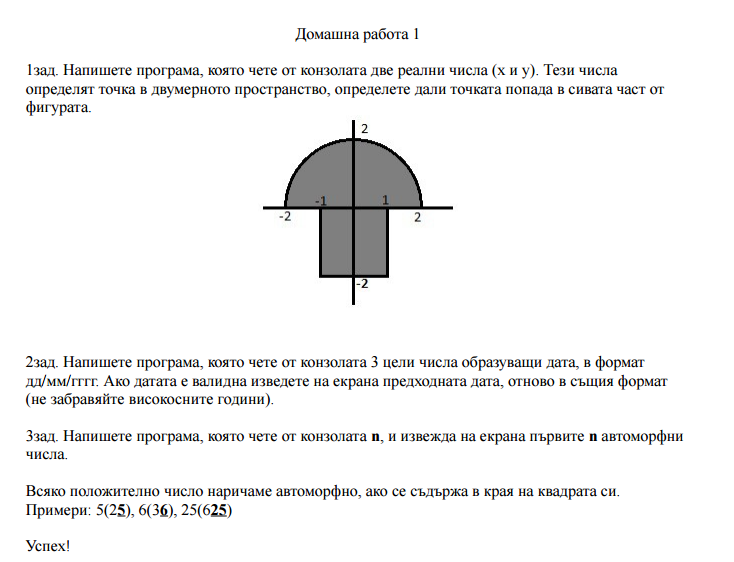 Домашна работа 1
1зад. Напишете програма, която чете от конзолата две реални числа (x и y). Тези числа
определят точка в двумерното пространство, определете дали точката попада в сивата част от
фигурата.
2
-1
1
-2
2
-2
2зад. Напишете програма, която чете от конзолата 3 цели числа образуващи дата, в формат
дд/мм/гггг. Ако датата е валидна изведете на екрана предходната дата, отново в същия формат
(не забравяйте високосните години).
3зад. Напишете програма, която чете от конзолата n, и извежда на екрана първите n автоморфни
числа.
Всяко положително число наричаме автоморфно, ако се съдържа в края на квадрата си.
Примери: 5(25), 6(36), 25(625)
Успех!